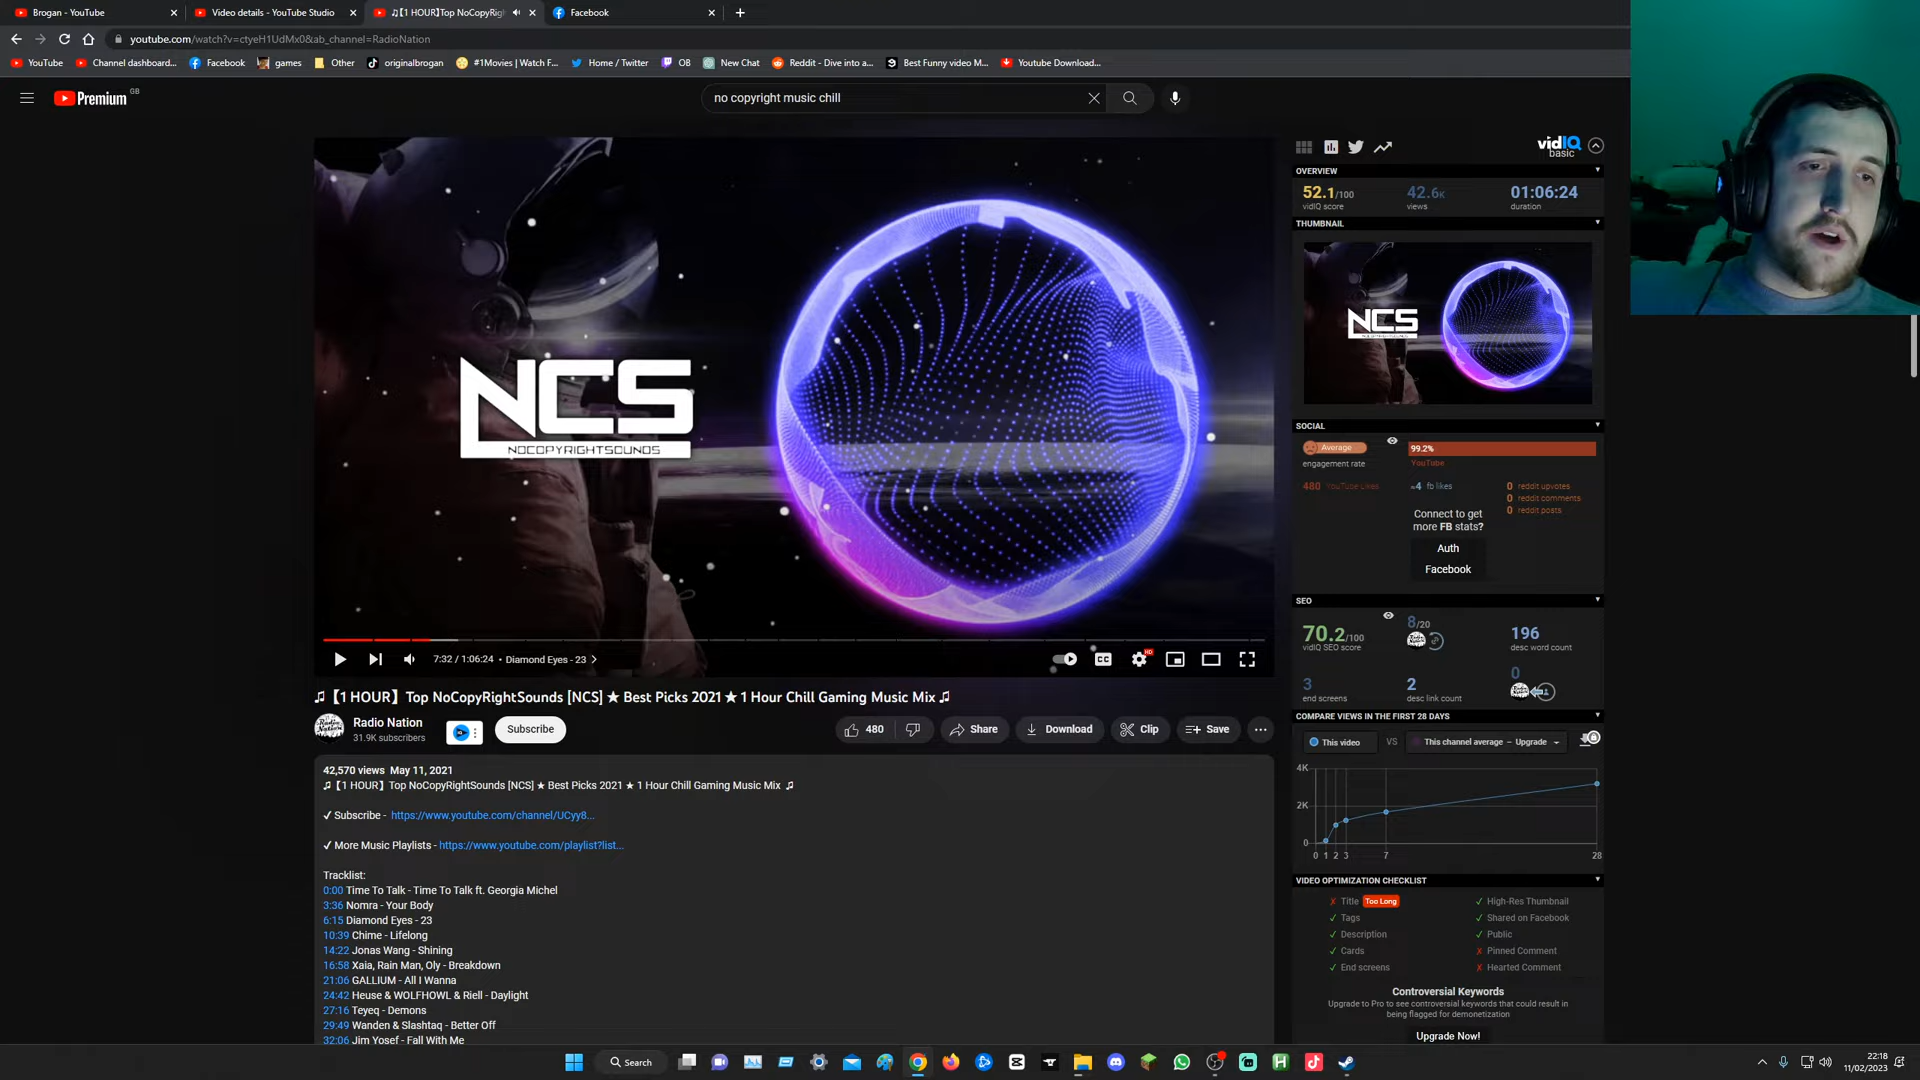 Brogan - YouTube
Video details - YouTube Studio
♫【1 HOUR】Top NoCopyRigh
Facebook
youtube.com/watch?v=ctyeH1UdMx0&ab_channel=RadioNation
YouTube
Channel dashboard...
Facebook
games
Other
originalbrogan
#1Movies | Watch F...
Home / Twitter
OB
New Chat
Reddit - Dive into a...
Best Funny video M...
Youtube Download...
Premium GB
no copyright music chill
vidIQ
basic
OVERVIEW
52.1/100
vidIQ score
42.6K
views
01:06:24
duration
THUMBNAIL
NCS
NCS
NOCOPYRIGHTSOUNDS
SOCIAL
Average
engagement rate
99.2%
YouTube
480 YouTube Likes
4 fb likes
0 reddit upvotes
0 reddit comments
0 reddit posts
Connect to get
more FB stats?
Auth
Facebook
SEO
70.2/100
vidIQ SEO score
8/20
196
desc word count
3
end screens
2
desc link count
0
7:32 / 1:06:24 • Diamond Eyes - 23
CC
HD
♫【1 HOUR】Top NoCopyRightSounds [NCS] ★ Best Picks 2021 ★ 1 Hour Chill Gaming Music Mix ♫
Radio Nation
31.9K subscribers
Subscribe
480
Share
Download
Clip
Save
COMPARE VIEWS IN THE FIRST 28 DAYS
This video
VS
This channel average – Upgrade
4K
2K
0
0 1 2 3 7 28
42,570 views May 11, 2021
♫【1 HOUR】Top NoCopyRightSounds [NCS] ★ Best Picks 2021 ★ 1 Hour Chill Gaming Music Mix ♫
✓ Subscribe - https://www.youtube.com/channel/UCyy8...
✓ More Music Playlists - https://www.youtube.com/playlist?list...
Tracklist:
0:00 Time To Talk - Time To Talk ft. Georgia Michel
3:36 Nomra - Your Body
6:15 Diamond Eyes - 23
10:39 Chime - Lifelong
14:22 Jonas Wang - Shining
16:58 Xaia, Rain Man, Oly - Breakdown
21:06 GALLIUM - All I Wanna
24:42 Heuse & WOLFHOWL & Riell - Daylight
27:16 Teyeq - Demons
29:49 Wanden & Slashtaq - Better Off
32:06 Jim Yosef - Fall With Me
VIDEO OPTIMIZATION CHECKLIST
✗ Title Too Long
✓ Tags
✓ Description
✓ Cards
✓ End screens
✓ High-Res Thumbnail
✓ Shared on Facebook
✓ Public
✗ Pinned Comment
✗ Hearted Comment
Controversial Keywords
Upgrade to Pro to see controversial keywords that could result in
being flagged for demonetization
Upgrade Now!
Search
22:18
11/02/2023